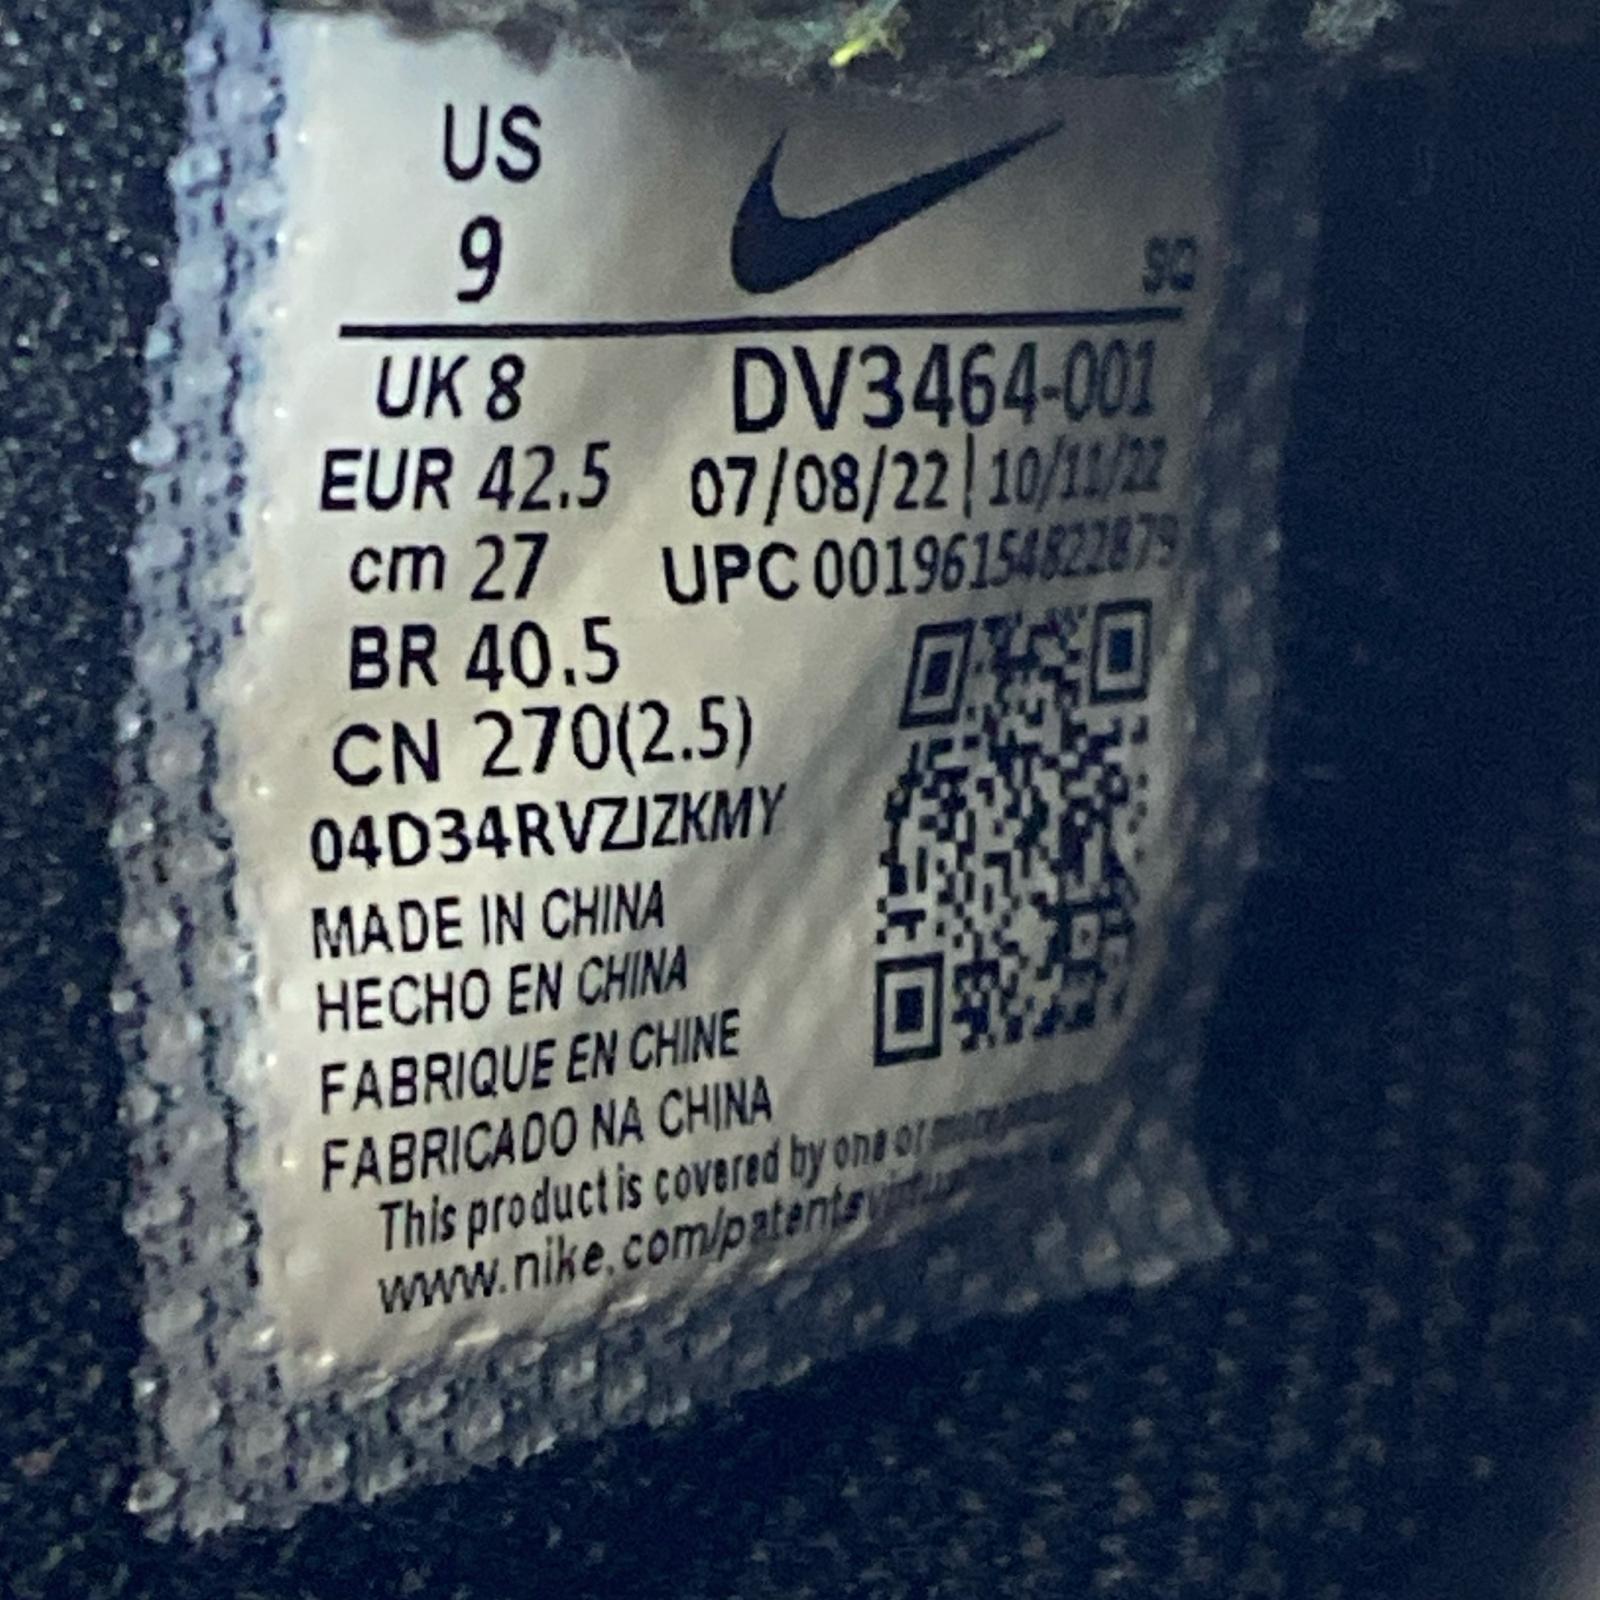 US
9
SC
UK 8
DV3464-001
EUR 42.5
07/08/22 | 10/11/22
cm 27
UPC 00196154822879
BR 40.5
CN 270(2.5)
04D34RVZJZKMY
MADE IN CHINA
HECHO EN CHINA
FABRIQUE EN CHINE
FABRICADO NA CHINA
This product is covered by one or more
www.nike.com/patents